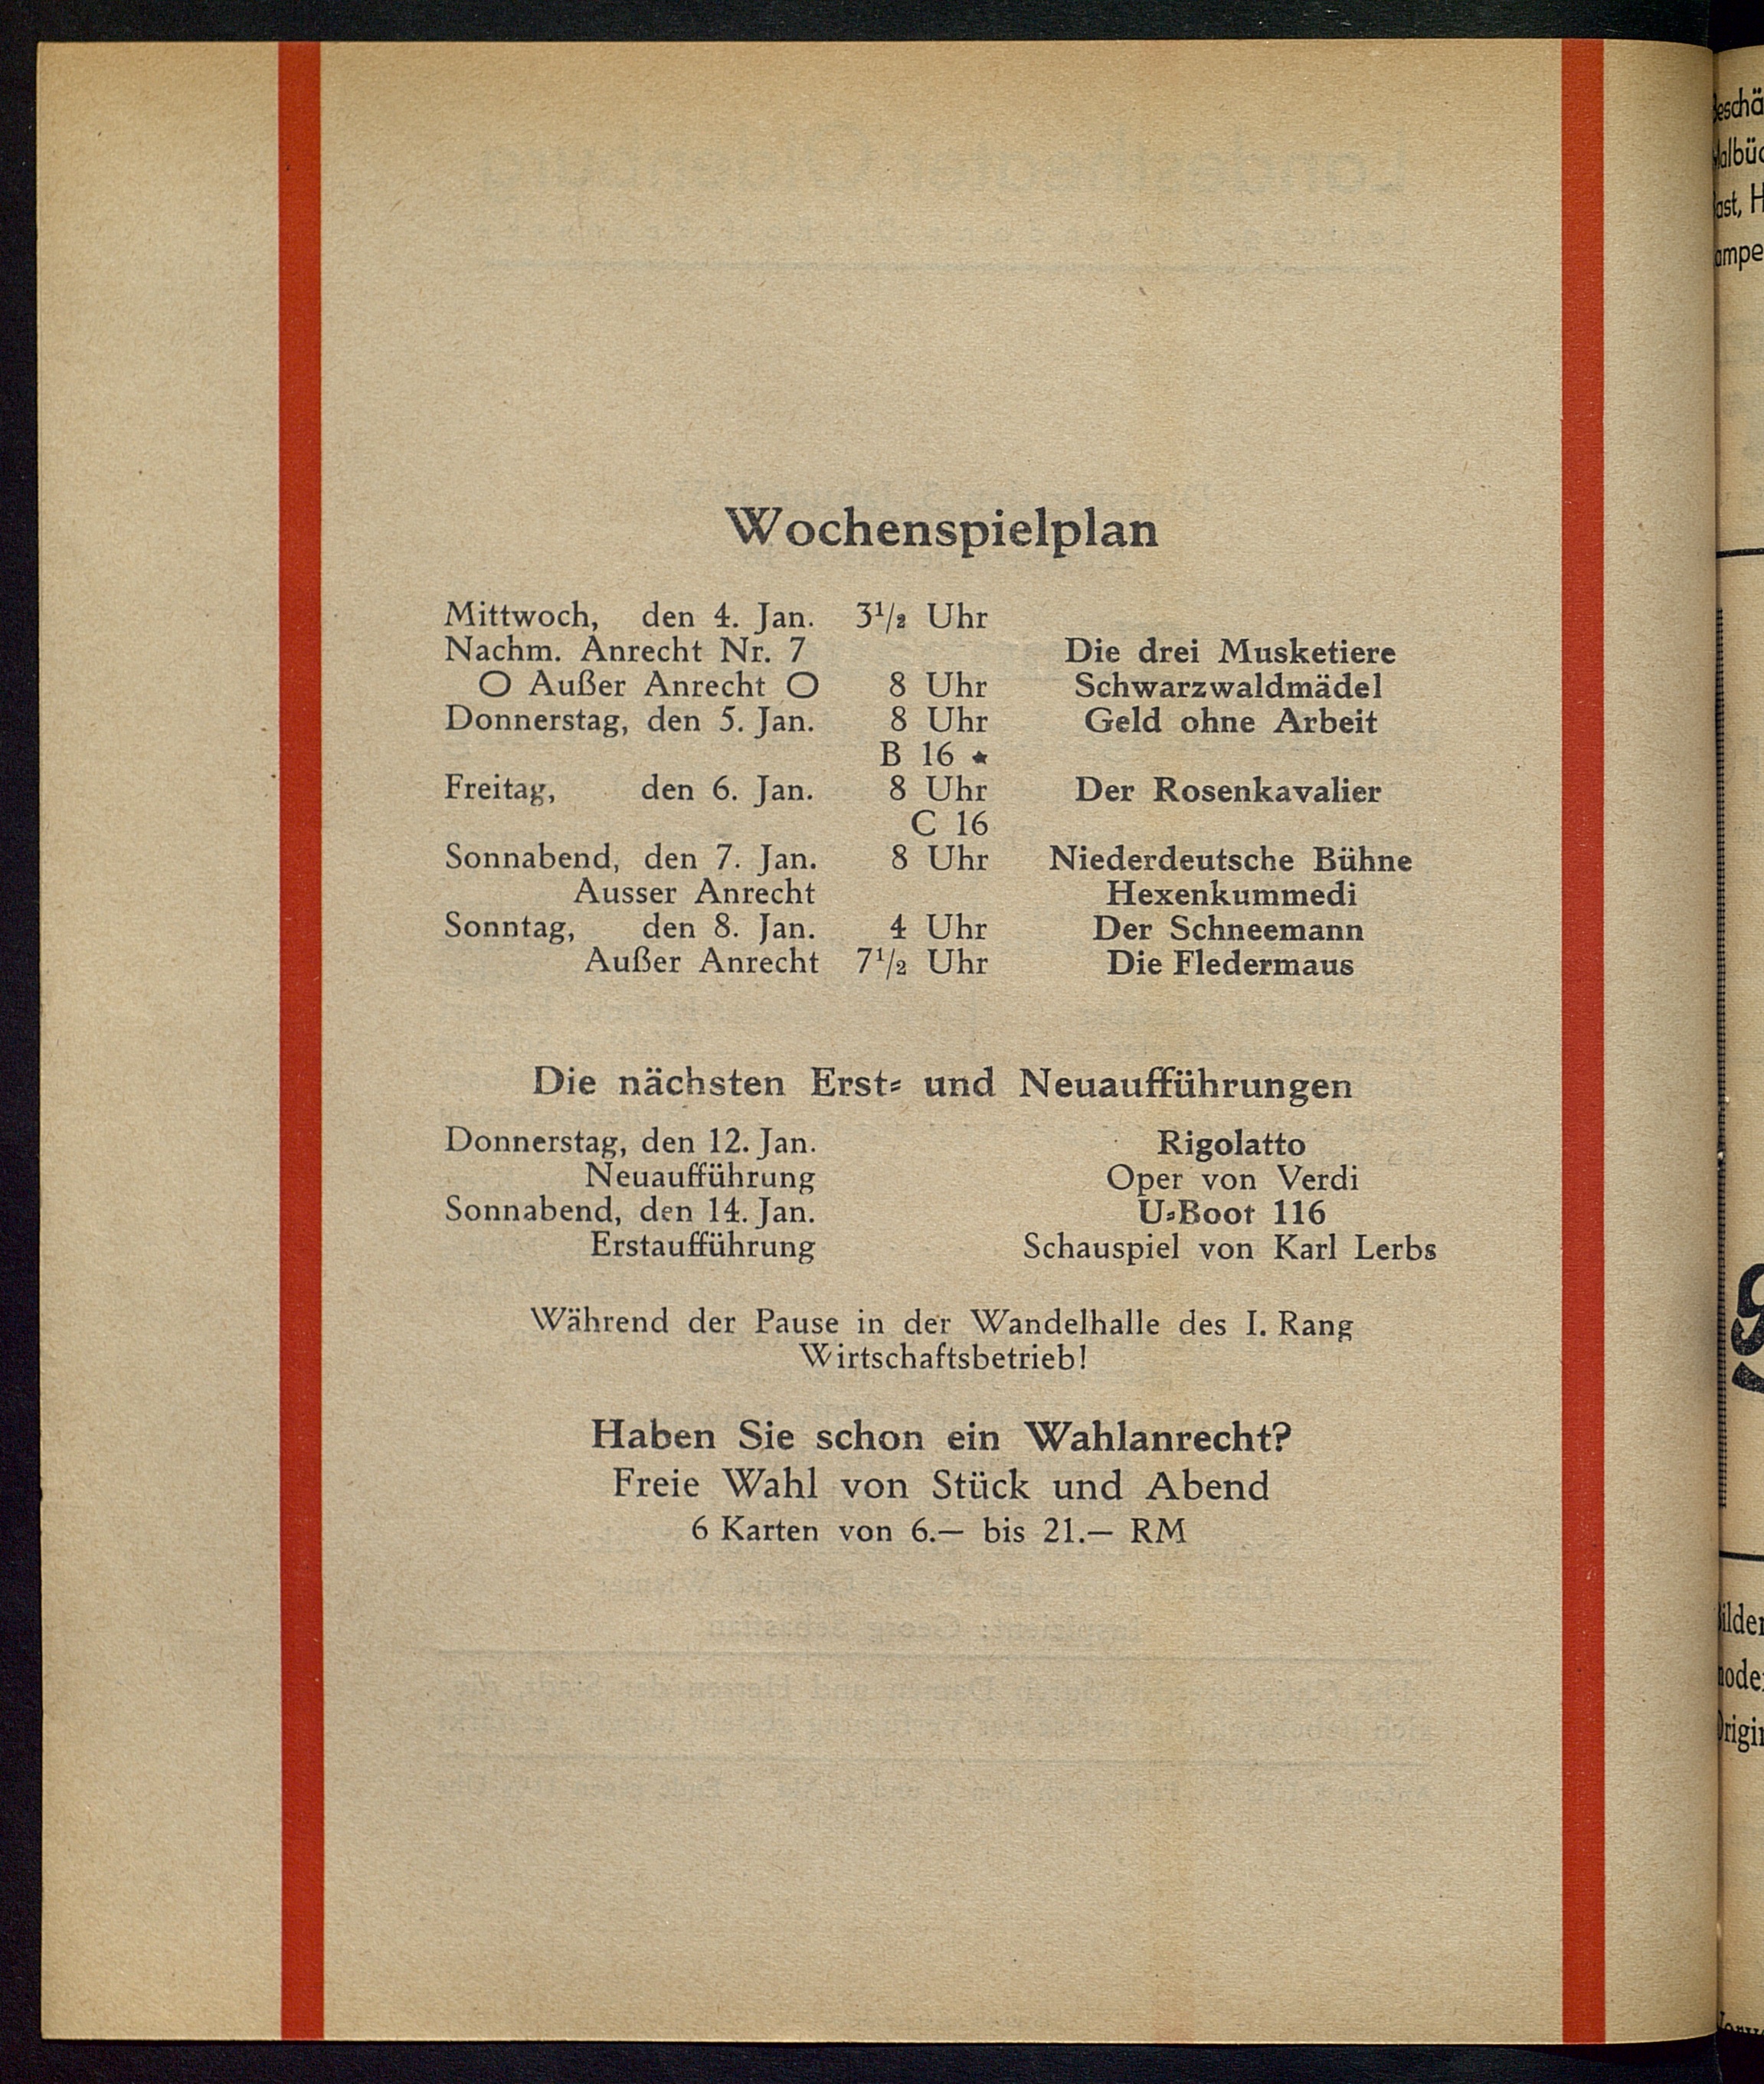 Wochenspielplan
Mittwoch, den 4. Jan. 3½ Uhr
Nachm. Anrecht Nr. 7 Die drei Musketiere
O Außer Anrecht O 8 Uhr Schwarzwaldmädel
Donnerstag, den 5. Jan. 8 Uhr Geld ohne Arbeit
B 16 ★
Freitag, den 6. Jan. 8 Uhr Der Rosenkavalier
C 16
Sonnabend, den 7. Jan. 8 Uhr Niederdeutsche Bühne
Ausser Anrecht Hexenkummedi
Sonntag, den 8. Jan. 4 Uhr Der Schneemann
Außer Anrecht 7½ Uhr Die Fledermaus
Die nächsten Erst- und Neuaufführungen
Donnerstag, den 12. Jan. Rigolatto
Neuaufführung Oper von Verdi
Sonnabend, den 14. Jan. U-Boot 116
Erstaufführung Schauspiel von Karl Lerbs
Während der Pause in der Wandelhalle des I. Rang
Wirtschaftsbetrieb!
Haben Sie schon ein Wahlanrecht?
Freie Wahl von Stück und Abend
6 Karten von 6.— bis 21.— RM